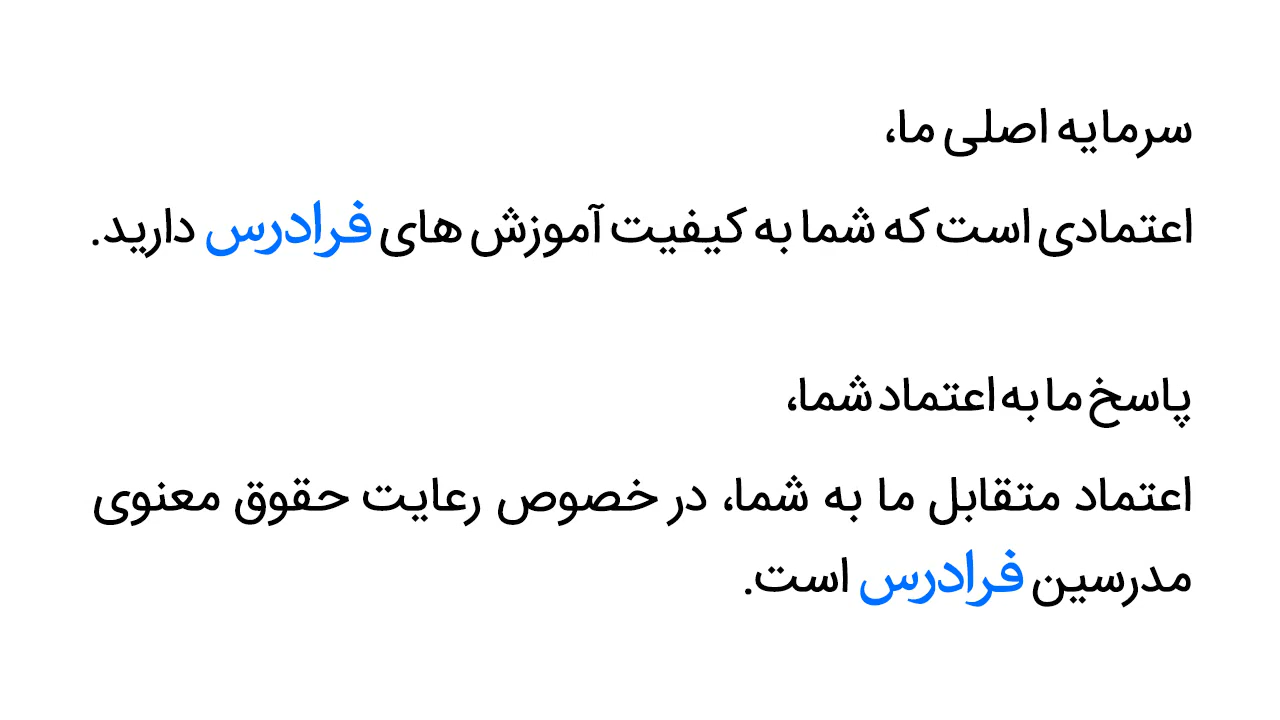 سرمایه اصلی ما،
اعتمادی است که شما به کیفیت آموزش های فرادرس دارید.
پاسخ ما به اعتماد شما،
اعتماد متقابل ما به شما، در خصوص رعایت حقوق معنوی
مدرسین فرادرس است.